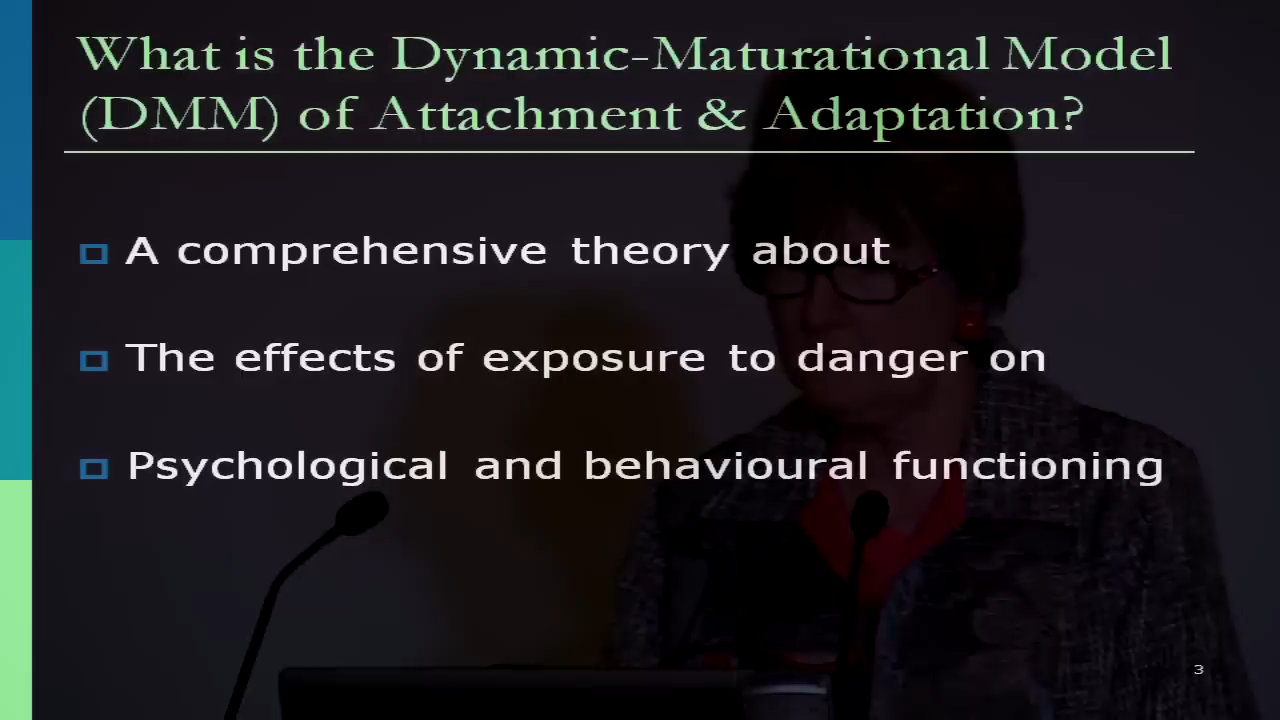 What is the Dynamic-Maturational Model
(DMM) of Attachment & Adaptation?
A comprehensive theory about
The effects of exposure to danger on
Psychological and behavioural functioning
3